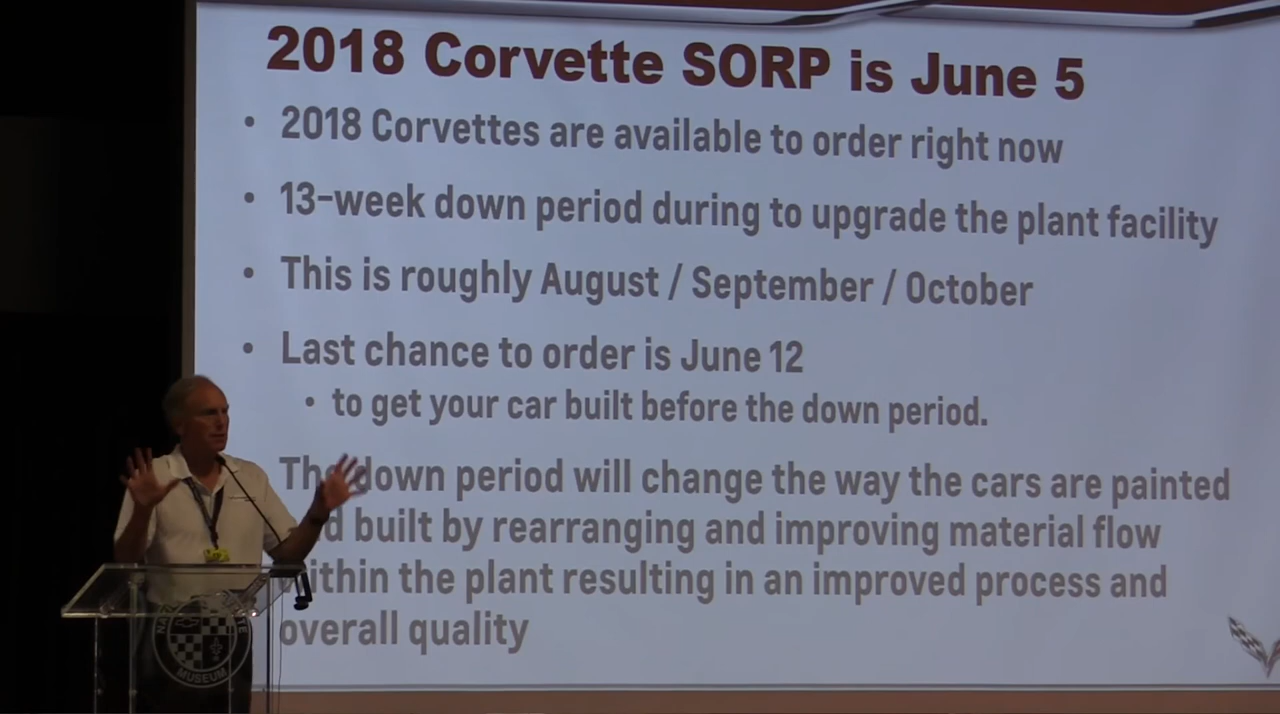 2018 Corvette SORP is June 5
• 2018 Corvettes are available to order right now
• 13-week down period during to upgrade the plant facility
• This is roughly August / September / October
• Last chance to order is June 12
• to get your car built before the down period.
down period will change the way the cars are painted
built by rearranging and improving material flow
the plant resulting in an improved process and
overall quality
MUSEUM